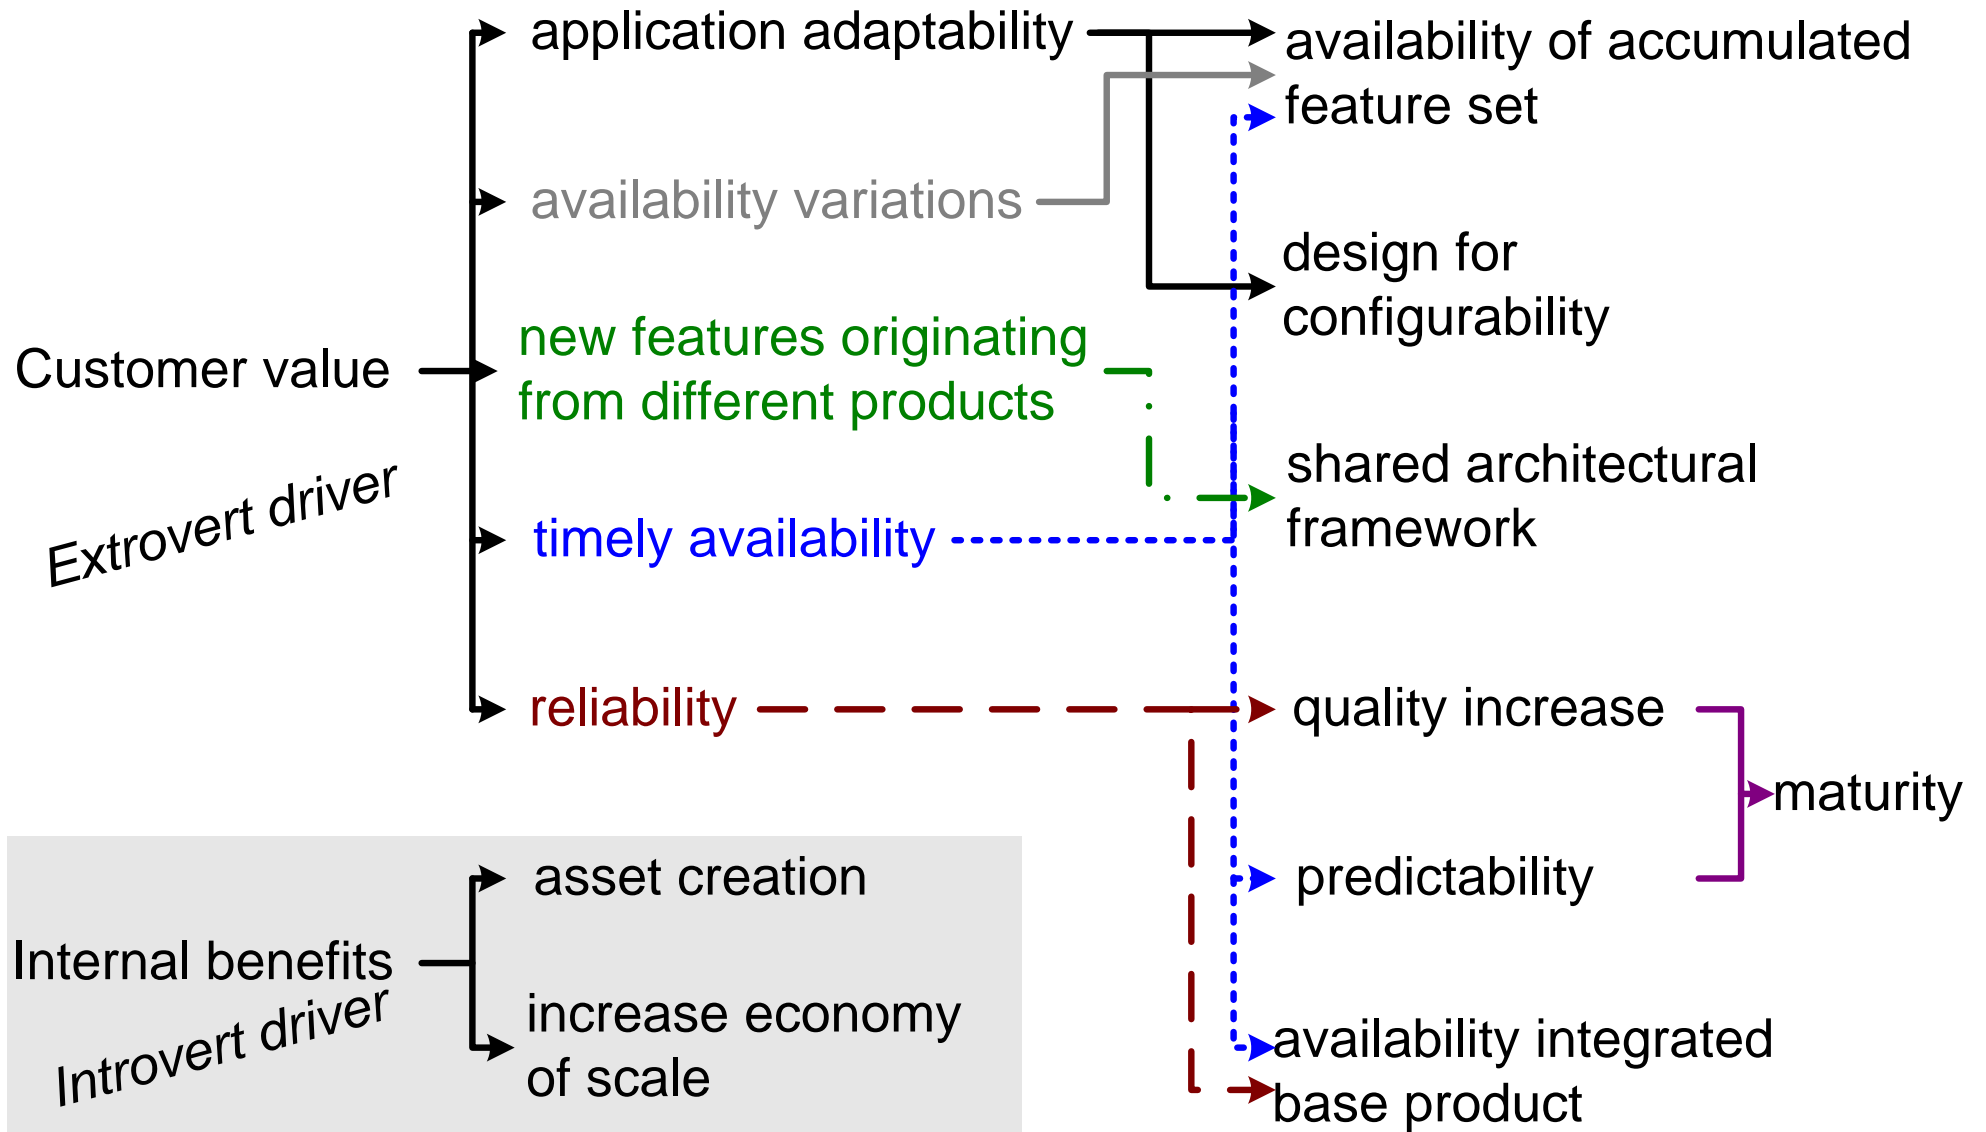 application adaptability
availability of accumulated
feature set
availability variations
design for
configurability
new features originating
from different products
Customer value
shared architectural
framework
Extrovert driver
timely availability
reliability
quality increase
maturity
asset creation
predictability
Internal benefits
Introvert driver
increase economy
of scale
availability integrated
base product